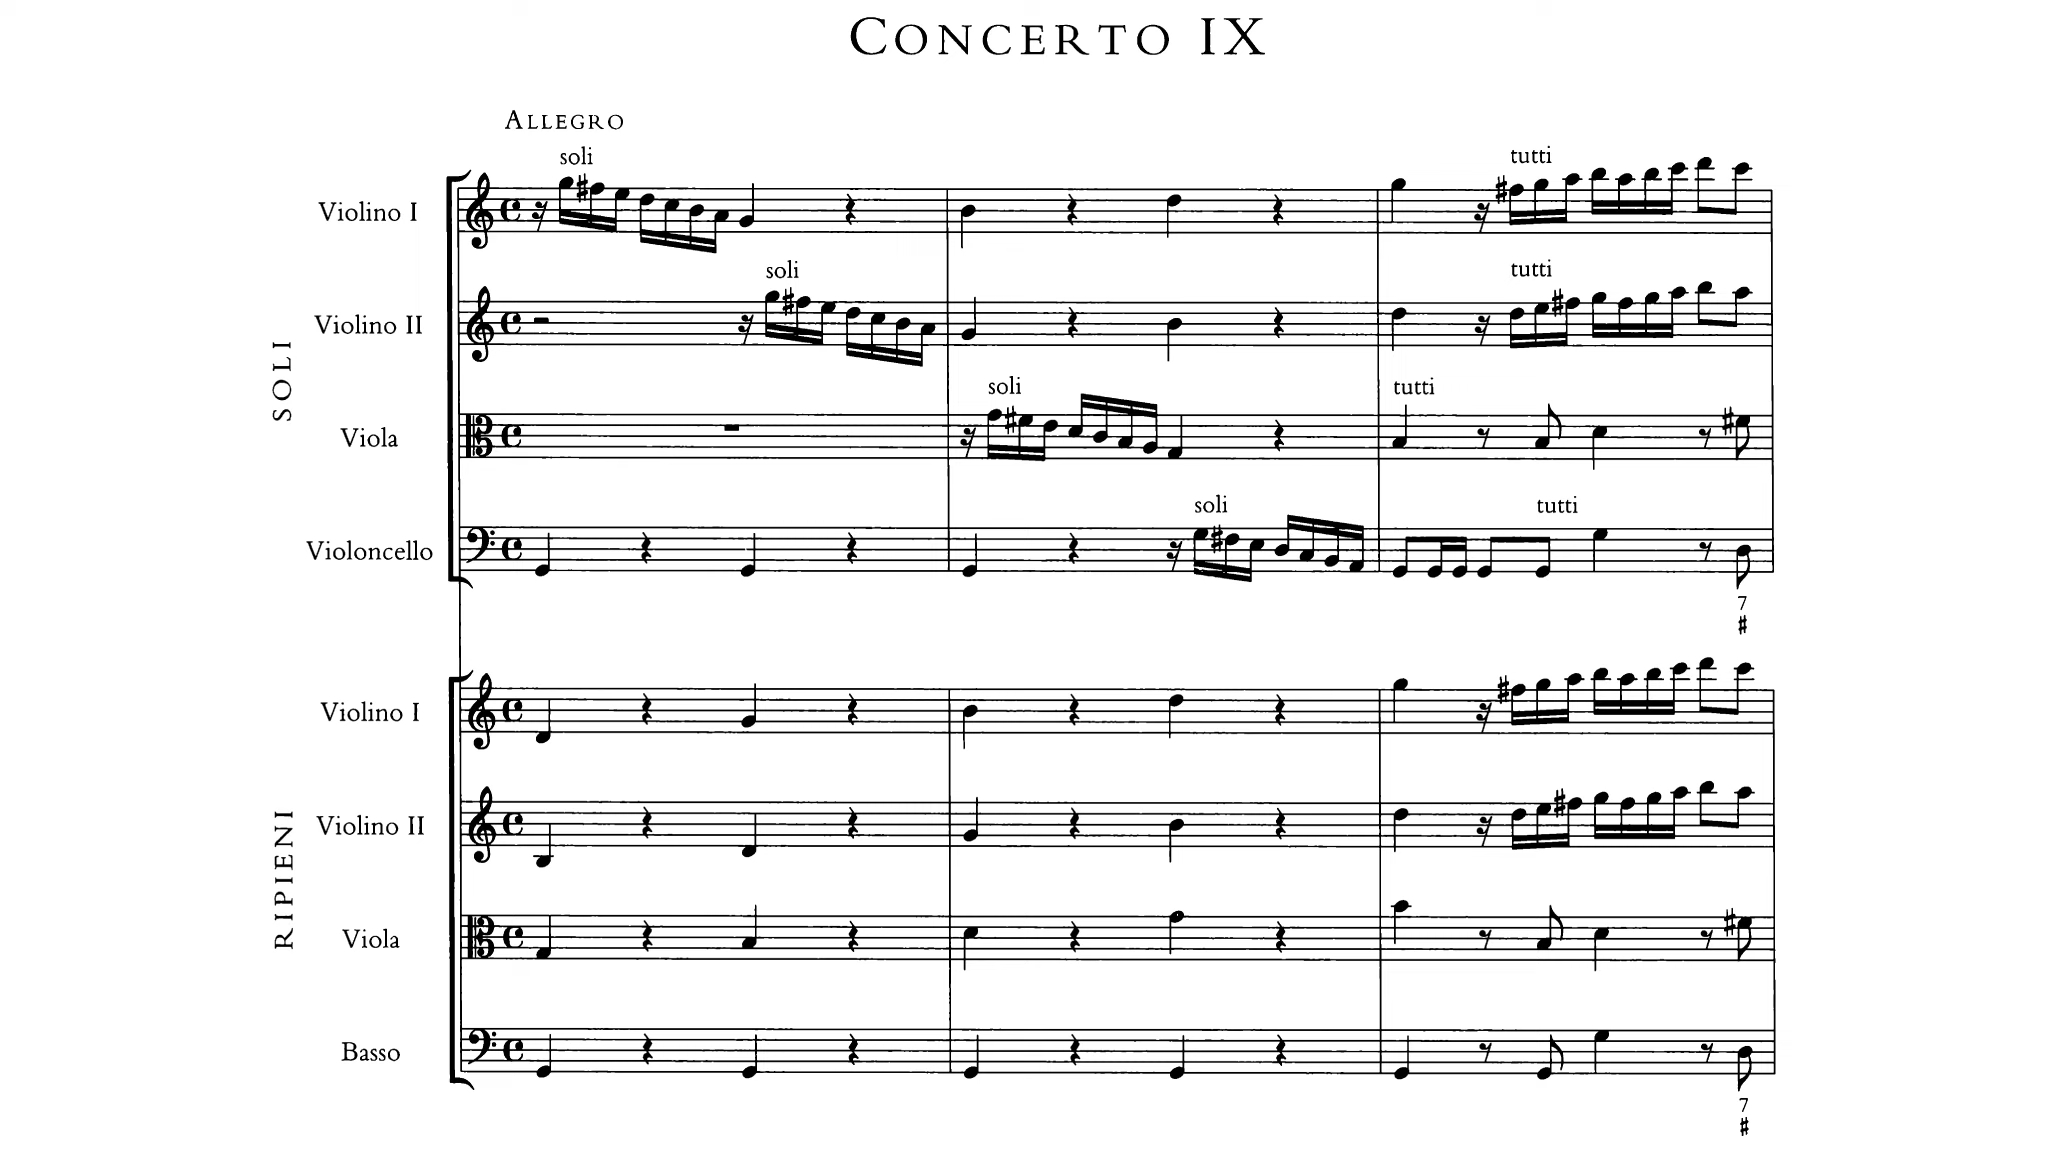 CONCERTO IX
ALLEGRO
soli
tutti
Violino I
soli
tutti
Violino II
SOLI
soli
tutti
Viola
soli
tutti
Violoncello
7
♯
Violino I
Violino II
RIPIENI
Viola
Basso
7
♯